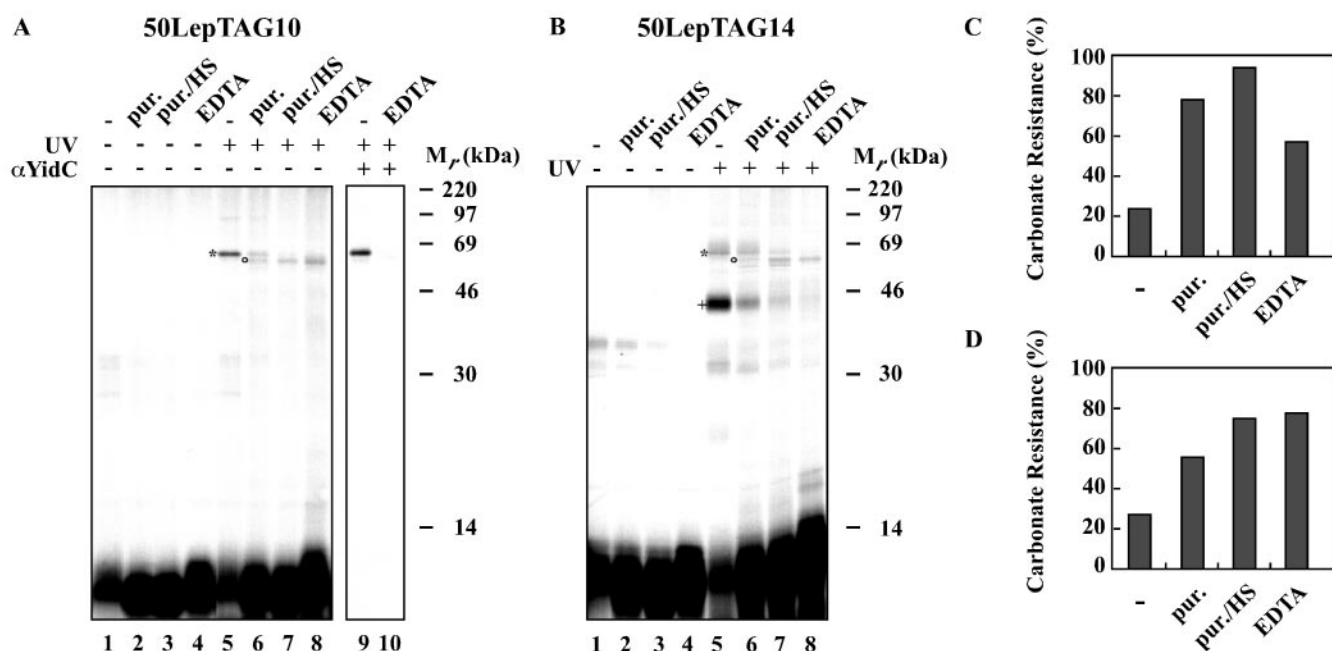 A 50LepTAG10
- pur. pur./HS EDTA - pur. pur./HS EDTA - EDTA
UV - - - - + + + + + +
αYidC - - - - - - - - + +
Mr (kDa)
220
97
69
46
30
14
*
°
1 2 3 4 5 6 7 8 9 10
B 50LepTAG14
- pur. pur./HS EDTA - pur. pur./HS EDTA
UV - - - - + + + +
Mr (kDa)
220
97
69
46
30
14
*
°
+
1 2 3 4 5 6 7 8
C
Carbonate Resistance (%)
100
80
60
40
20
0
- pur. pur./HS EDTA
D
Carbonate Resistance (%)
100
80
60
40
20
0
- pur. pur./HS EDTA